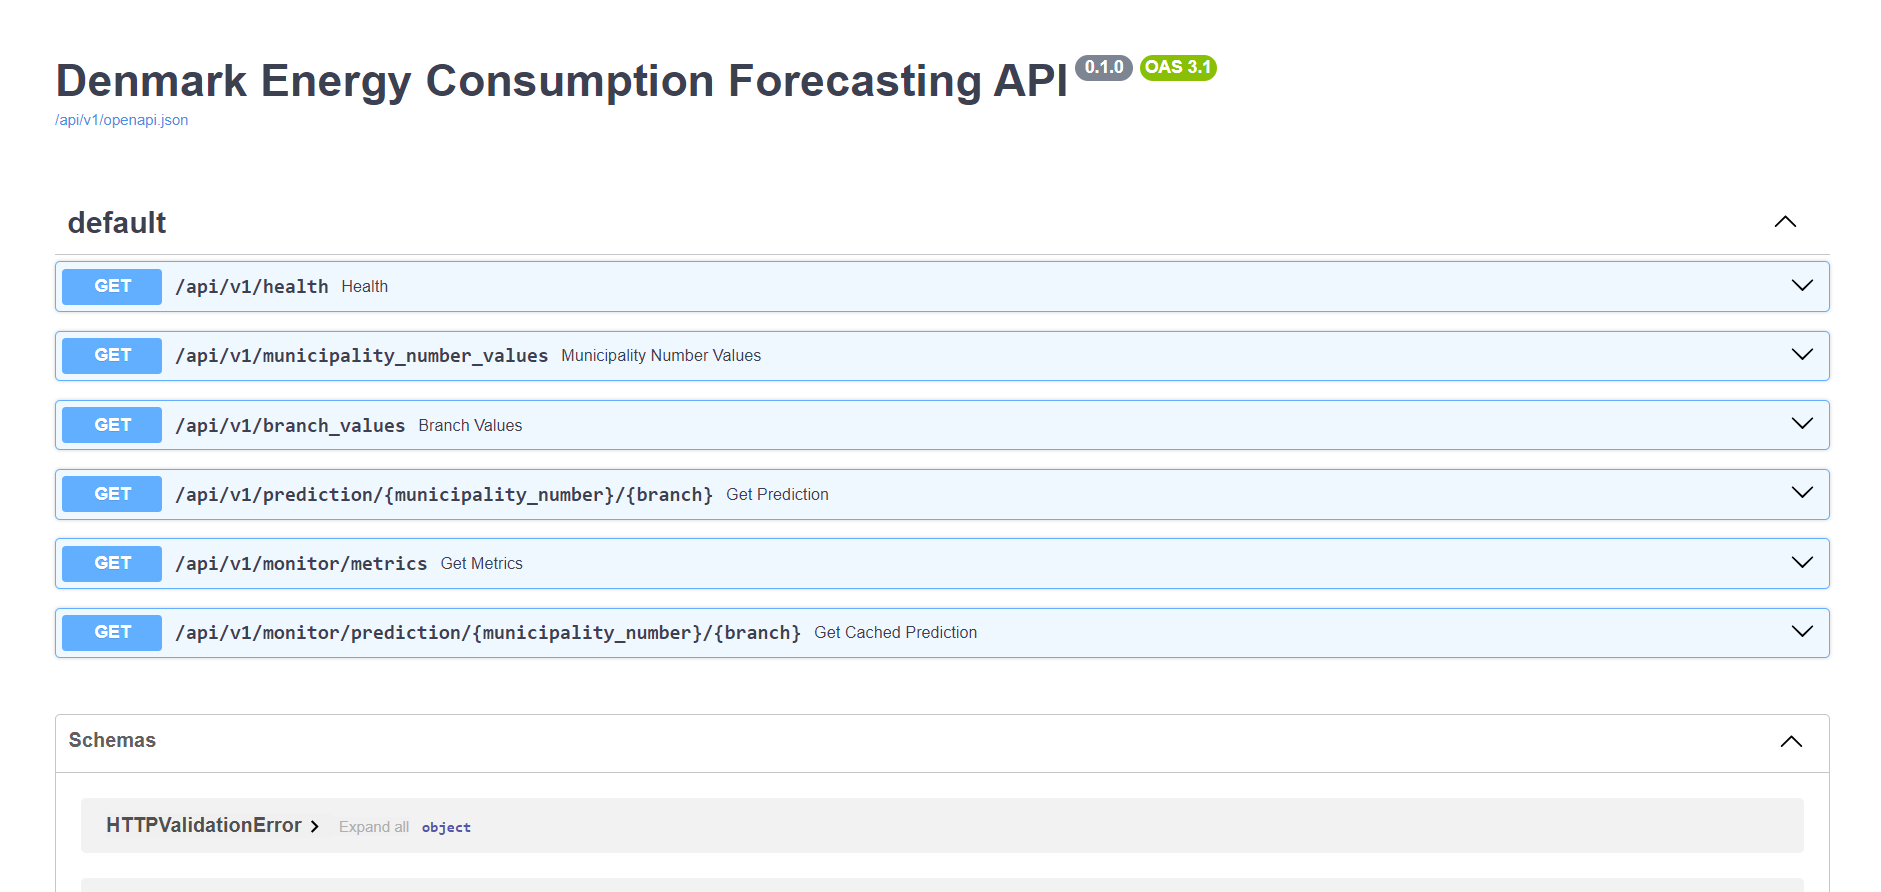 Denmark Energy Consumption Forecasting API 0.1.0 OAS 3.1
/api/v1/openapi.json
default
GET /api/v1/health Health
GET /api/v1/municipality_number_values Municipality Number Values
GET /api/v1/branch_values Branch Values
GET /api/v1/prediction/{municipality_number}/{branch} Get Prediction
GET /api/v1/monitor/metrics Get Metrics
GET /api/v1/monitor/prediction/{municipality_number}/{branch} Get Cached Prediction
Schemas
HTTPValidationError Expand all object